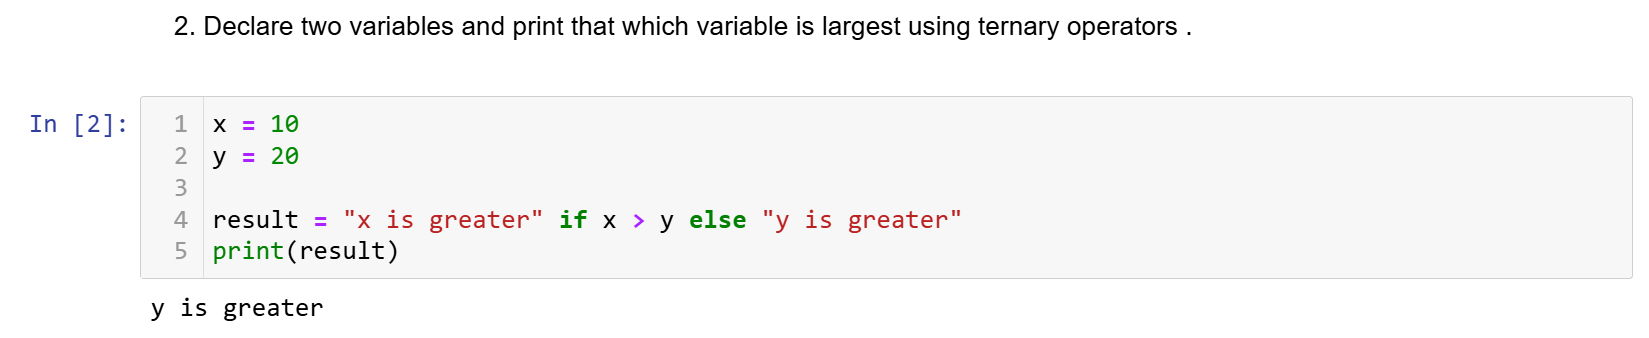 2. Declare two variables and print that which variable is largest using ternary operators .
In [2]:
1 x = 10
2 y = 20
3
4 result = "x is greater" if x > y else "y is greater"
5 print(result)
y is greater